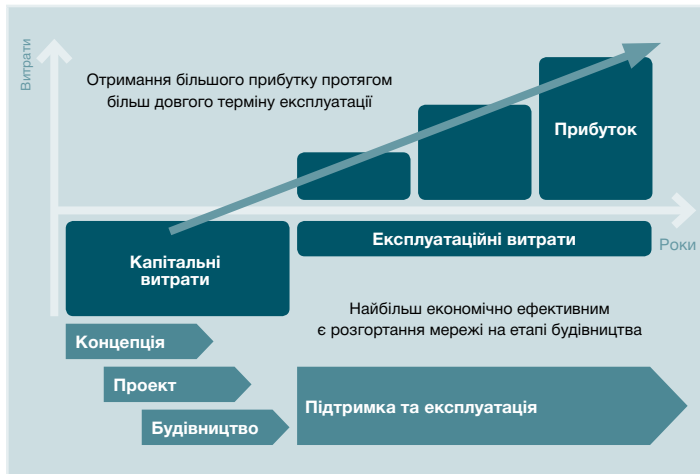 Витрати
Отримання більшого прибутку протягом
більш довгого терміну експлуатації
Прибуток
Роки
Капітальні
витрати
Експлуатаційні витрати
Найбільш економічно ефективним
є розгортання мережі на етапі будівництва
Концепція
Проект
Будівництво
Підтримка та експлуатація